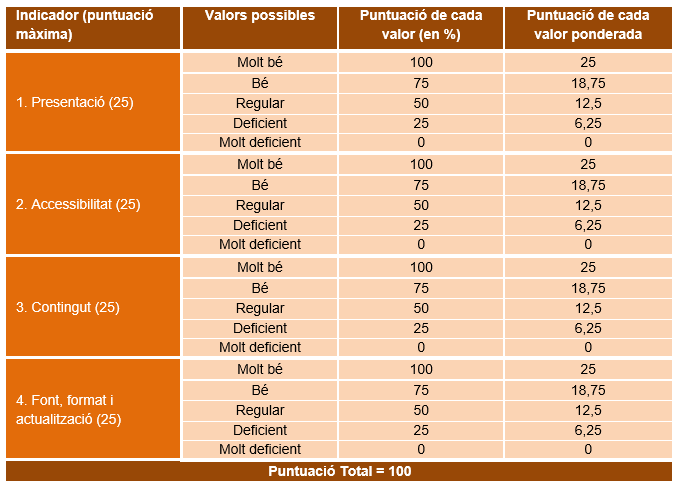 Indicador (puntuació màxima) Valors possibles Puntuació de cada valor (en %) Puntuació de cada valor ponderada
1. Presentació (25)
Molt bé 100 25
Bé 75 18,75
Regular 50 12,5
Deficient 25 6,25
Molt deficient 0 0
2. Accessibilitat (25)
Molt bé 100 25
Bé 75 18,75
Regular 50 12,5
Deficient 25 6,25
Molt deficient 0 0
3. Contingut (25)
Molt bé 100 25
Bé 75 18,75
Regular 50 12,5
Deficient 25 6,25
Molt deficient 0 0
4. Font, format i actualització (25)
Molt bé 100 25
Bé 75 18,75
Regular 50 12,5
Deficient 25 6,25
Molt deficient 0 0
Puntuació Total = 100